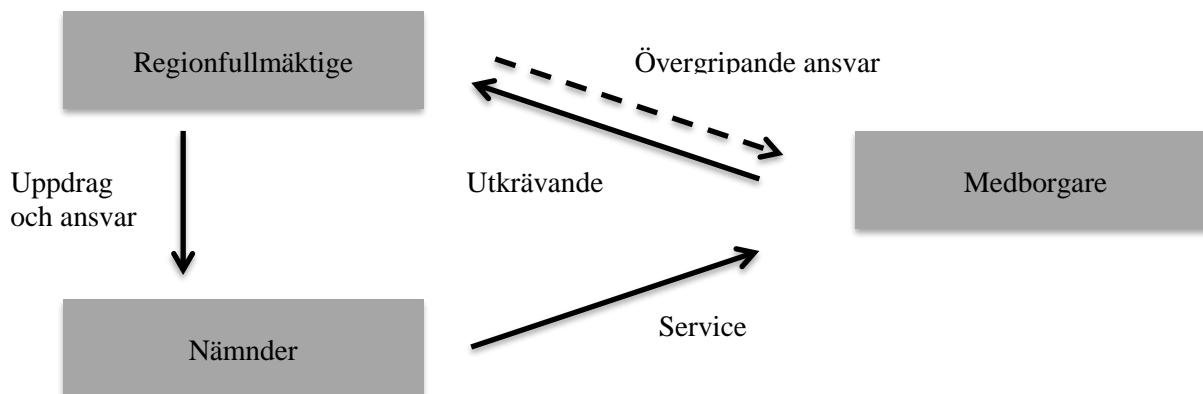 Regionfullmäktige
Övergripande ansvar
Uppdrag
och ansvar
Utkrävande
Medborgare
Service
Nämnder